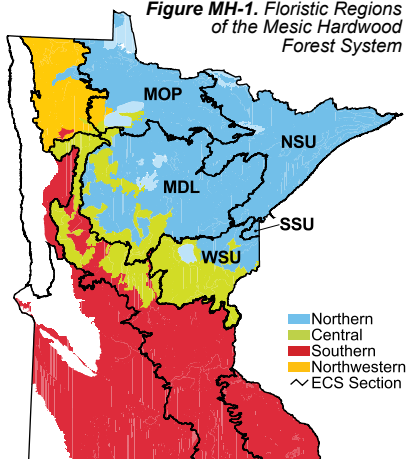 Figure MH-1. Floristic Regions
of the Mesic Hardwood
Forest System
MOP
NSU
MDL
SSU
WSU
Northern
Central
Southern
Northwestern
ECS Section